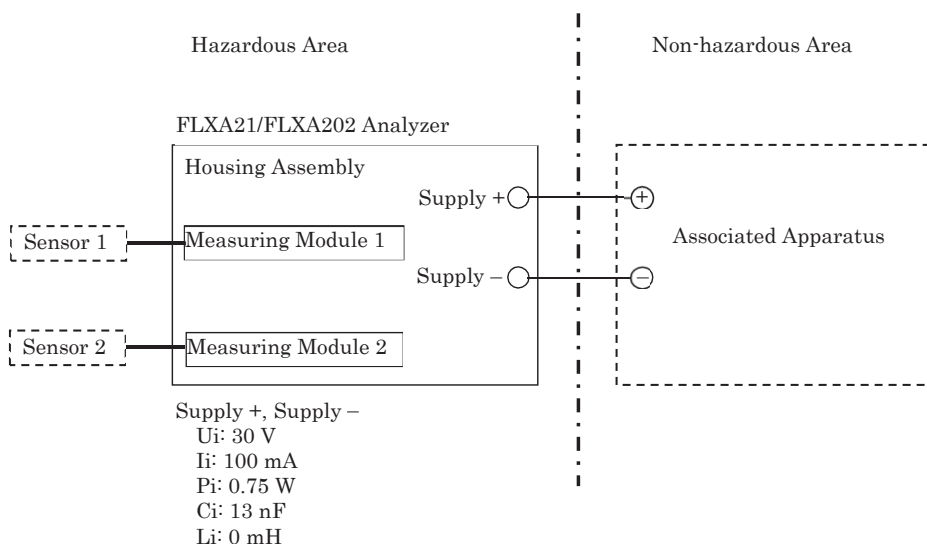 Hazardous Area
Non-hazardous Area
FLXA21/FLXA202 Analyzer
Housing Assembly
Supply +
+
Sensor 1
Measuring Module 1
Associated Apparatus
Supply –
−
Sensor 2
Measuring Module 2
Supply +, Supply –
Ui: 30 V
Ii: 100 mA
Pi: 0.75 W
Ci: 13 nF
Li: 0 mH